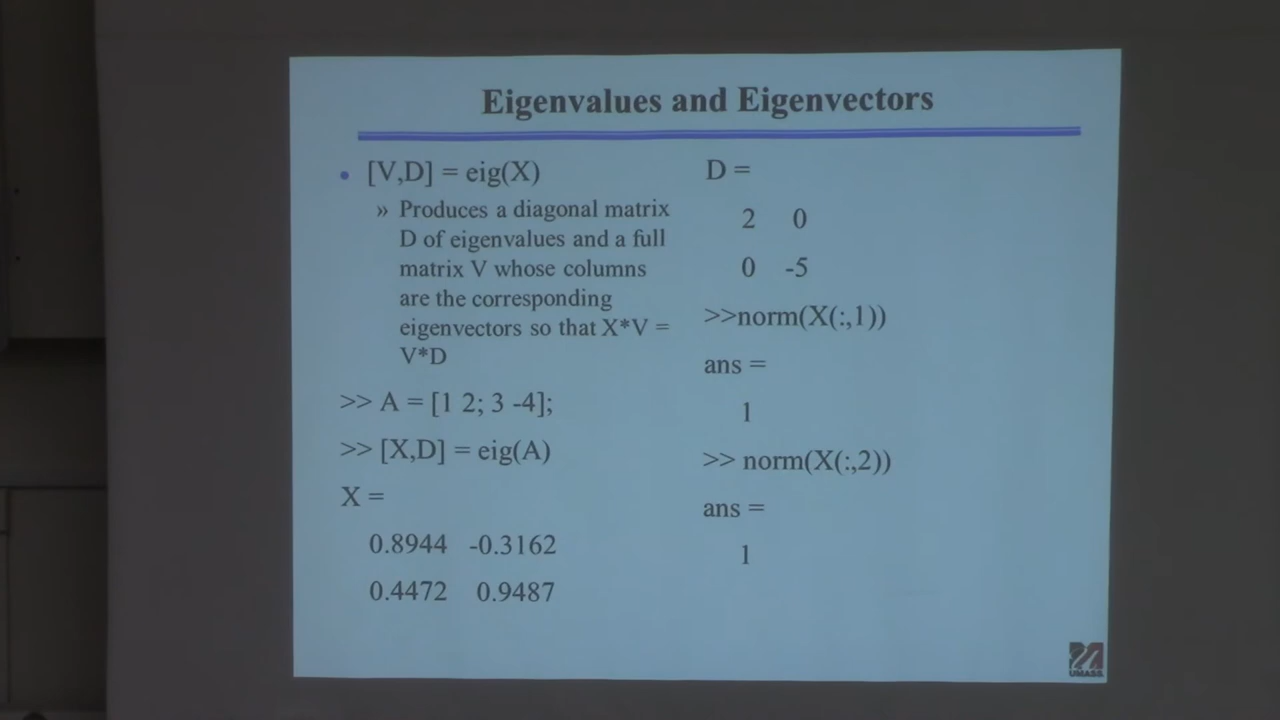 Eigenvalues and Eigenvectors
• [V,D] = eig(X)
» Produces a diagonal matrix
D of eigenvalues and a full
matrix V whose columns
are the corresponding
eigenvectors so that X*V =
V*D
>> A = [1 2; 3 -4];
>> [X,D] = eig(A)
X =
0.8944 -0.3162
0.4472 0.9487
D =
2 0
0 -5
>>norm(X(:,1))
ans =
1
>> norm(X(:,2))
ans =
1
UMASS